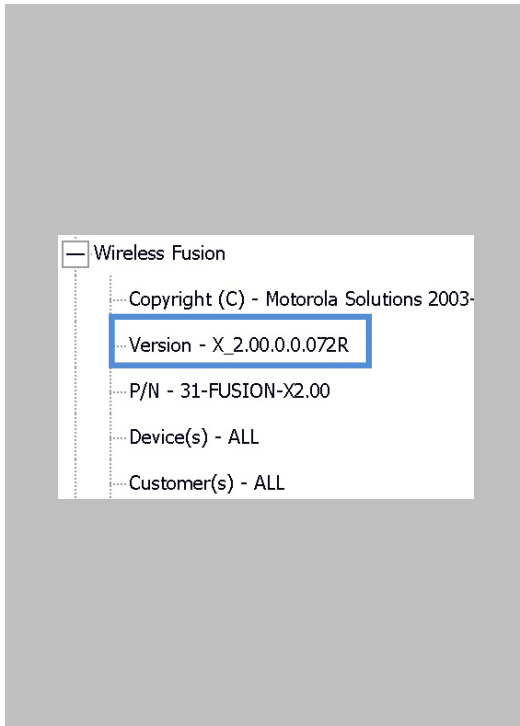 Wireless Fusion
Copyright (C) - Motorola Solutions 2003-
Version - X_2.00.0.0.072R
P/N - 31-FUSION-X2.00
Device(s) - ALL
Customer(s) - ALL